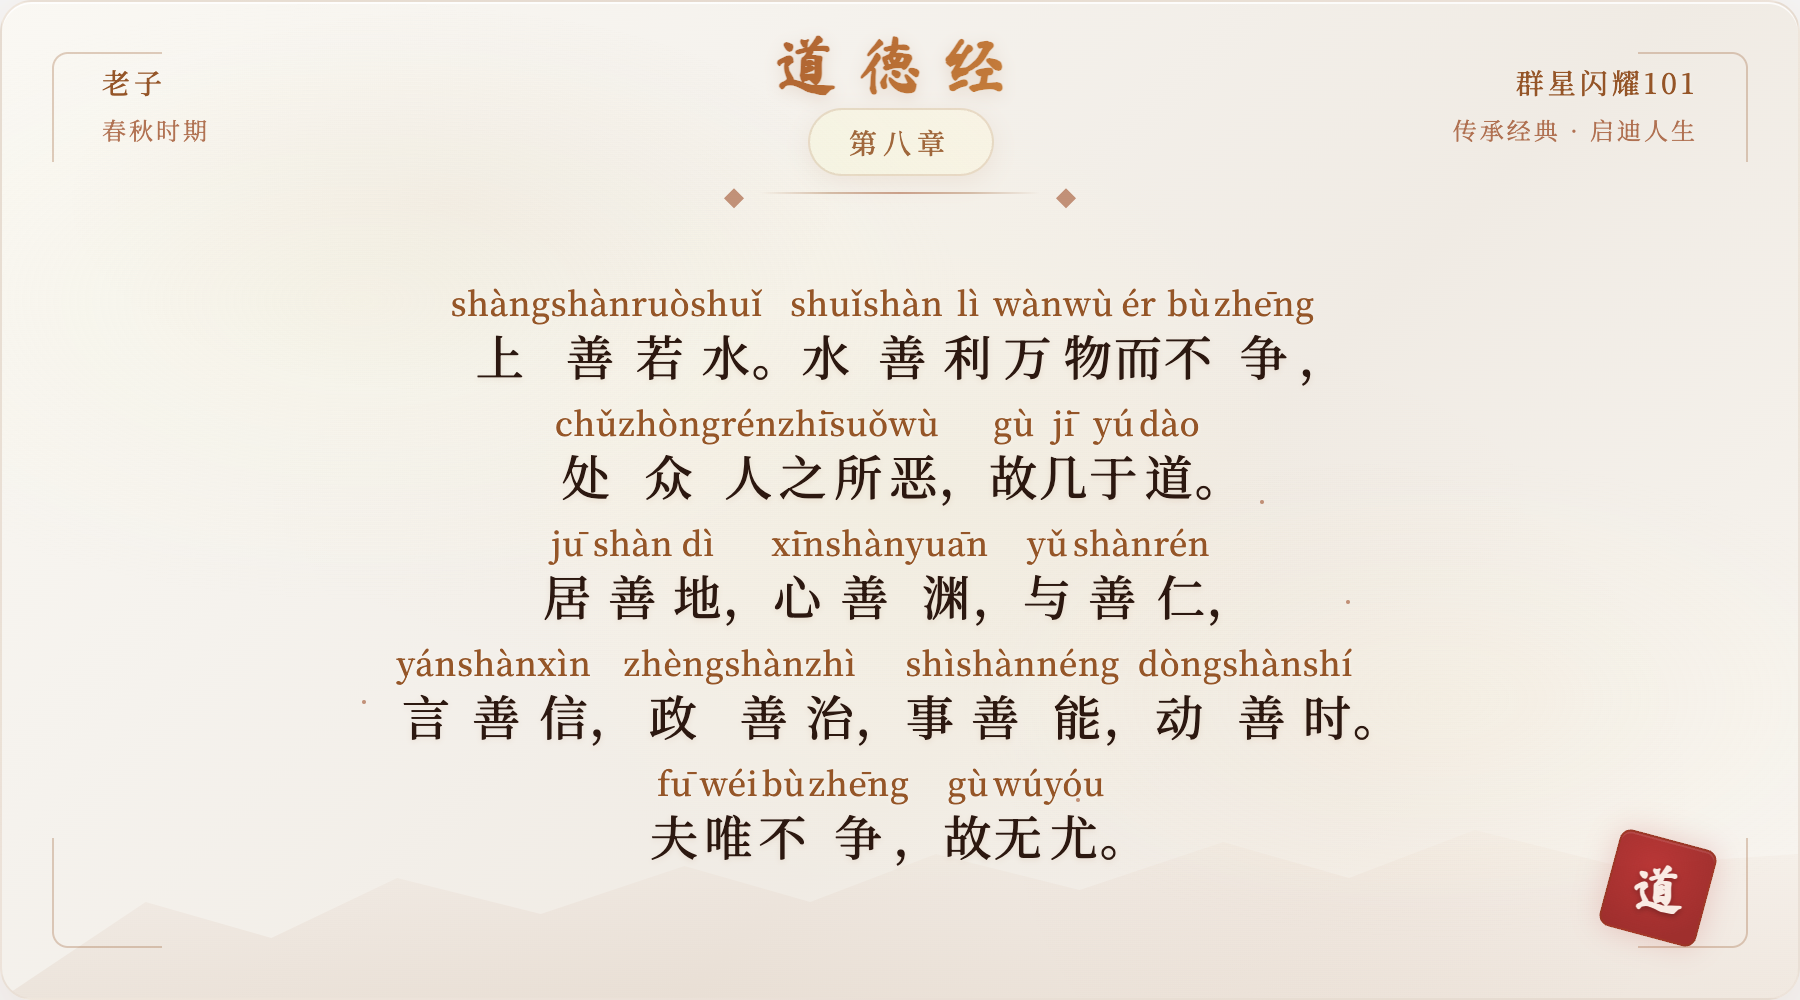 老子
春秋时期
道德经
第八章
群星闪耀101
传承经典 · 启迪人生
shàngshànruòshuǐ shuǐshàn lì wànwù ér bùzhēng
上善若水。水善利万物而不争，
chǔzhòngrénzhīsuǒwù gù jī yúdào
处众人之所恶，故几于道。
jū shàn dì xīnshànyuān yǔshànrén
居善地，心善渊，与善仁，
yánshànxìn zhèngshànzhì shìshànnéng dòngshànshí
言善信，政善治，事善能，动善时。
fū wéibùzhēng gùwúyóu
夫唯不争，故无尤。
道